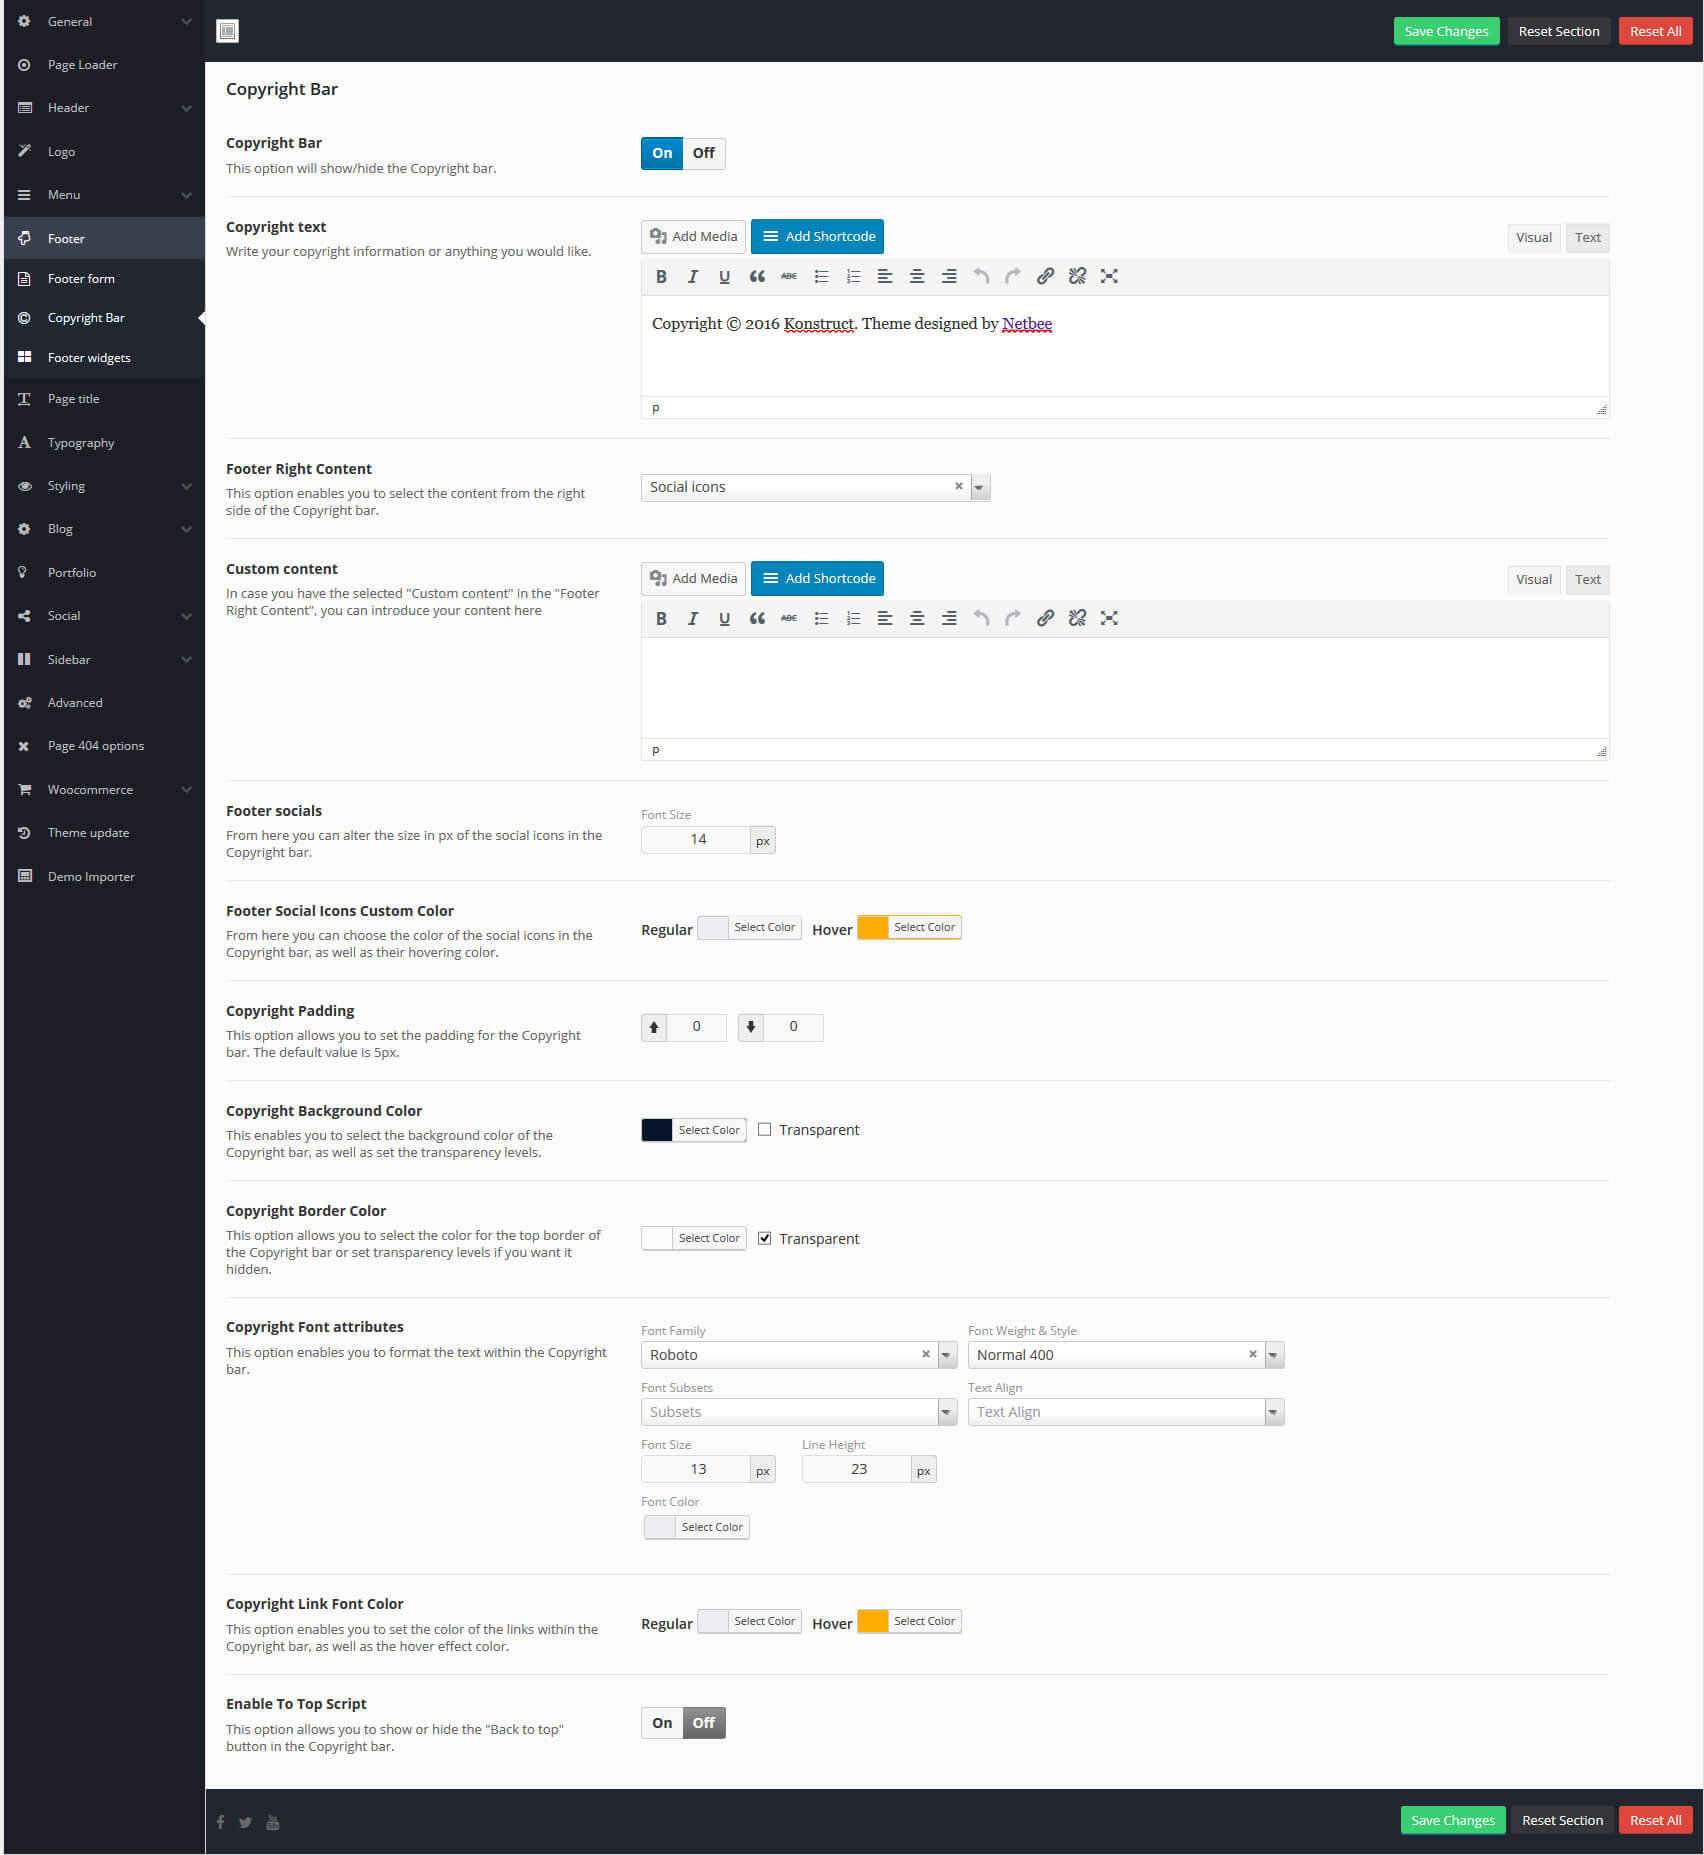 General
Page Loader
Header
Logo
Menu
Footer
Footer form
Copyright Bar
Footer widgets
Page title
Typography
Styling
Blog
Portfolio
Social
Sidebar
Advanced
Page 404 options
Woocommerce
Theme update
Demo Importer
Save Changes Reset Section Reset All
Copyright Bar
Copyright Bar
This option will show/hide the Copyright bar.
On Off
Copyright text
Write your copyright information or anything you would like.
Add Media Add Shortcode Visual Text
B I U ABC
Copyright © 2016 Konstruct. Theme designed by Netbee
p
Footer Right Content
This option enables you to select the content from the right
side of the Copyright bar.
Social icons
Custom content
In case you have the selected "Custom content" in the "Footer
Right Content", you can introduce your content here
Add Media Add Shortcode Visual Text
B I U ABC
p
Footer socials
From here you can alter the size in px of the social icons in the
Copyright bar.
Font Size
14 px
Footer Social Icons Custom Color
From here you can choose the color of the social icons in the
Copyright bar, as well as their hovering color.
Regular Select Color Hover Select Color
Copyright Padding
This option allows you to set the padding for the Copyright
bar. The default value is 5px.
0 0
Copyright Background Color
This enables you to select the background color of the
Copyright bar, as well as set the transparency levels.
Select Color Transparent
Copyright Border Color
This option allows you to select the color for the top border of
the Copyright bar or set transparency levels if you want it
hidden.
Select Color Transparent
Copyright Font attributes
This option enables you to format the text within the Copyright
bar.
Font Family Font Weight & Style
Roboto Normal 400
Font Subsets Text Align
Subsets Text Align
Font Size Line Height
13 px 23 px
Font Color
Select Color
Copyright Link Font Color
This option enables you to set the color of the links within the
Copyright bar, as well as the hover effect color.
Regular Select Color Hover Select Color
Enable To Top Script
This option allows you to show or hide the "Back to top"
button in the Copyright bar.
On Off
Save Changes Reset Section Reset All